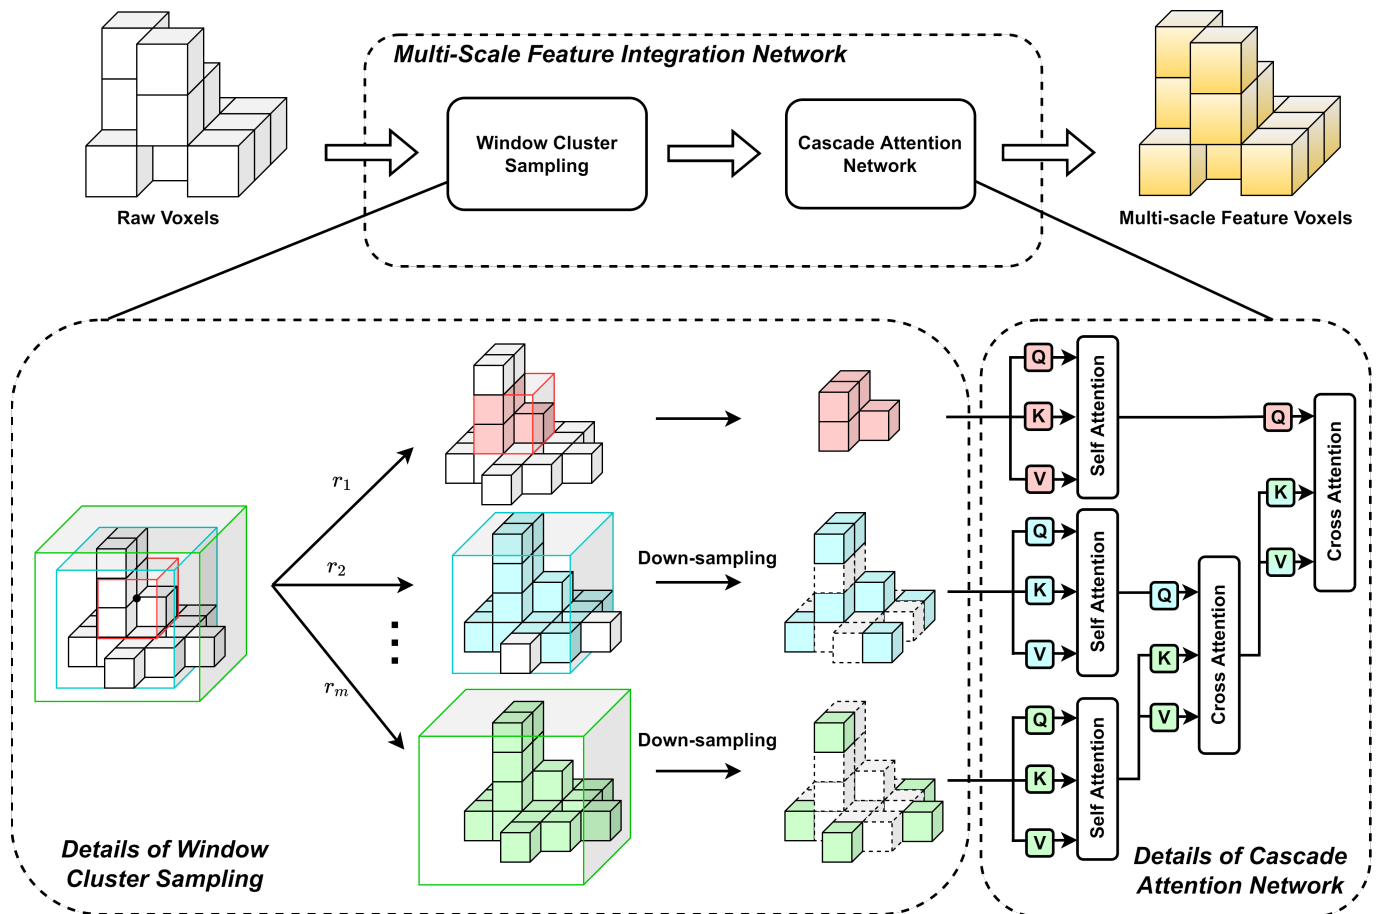 Multi-Scale Feature Integration Network
Window Cluster
Sampling
Cascade Attention
Network
Raw Voxels
Multi-sacle Feature Voxels
r1
r2
rm
Down-sampling
Down-sampling
Details of Window
Cluster Sampling
Q
K
V
Self Attention
Q
K
V
Self Attention
Q
K
V
Self Attention
Q
K
V
Cross Attention
Q
K
V
Cross Attention
Details of Cascade
Attention Network